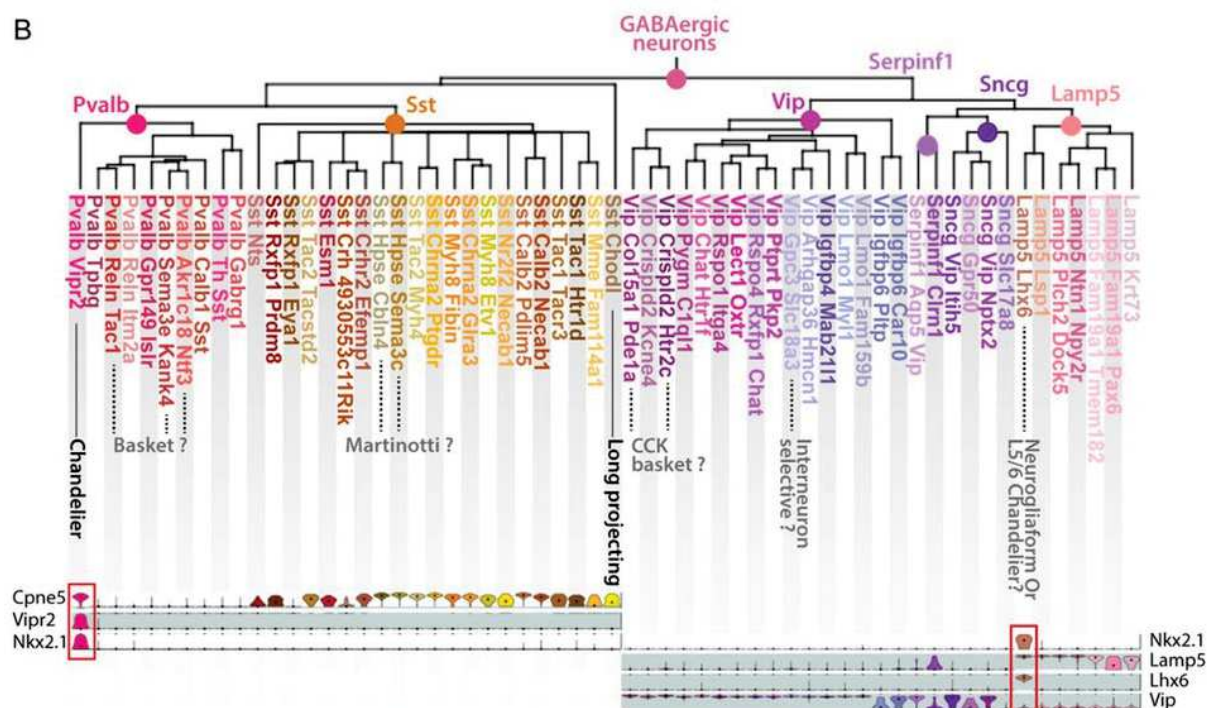 B
GABAergic
neurons
Serpinf1
Sncg
Pvalb
Sst
Vip
Lamp5
Pvalb Vipr2
Pvalb Tpbg
Pvalb Reln Tac1
Pvalb Reln Itm2a
Pvalb Gpr149 Islr
Pvalb Sema3e Kank4
Pvalb Akr1c18 Ntf3
Pvalb Calb1 Sst
Pvalb Th Sst
Pvalb Gabrg1
Sst Nts
Sst Rxfp1 Prdm8
Sst Rxfp1 Eya1
Sst Tac2 Tacstd2
Sst Esm1
Sst Crh 4930553c11Rik
Sst Crhr2 Efemp1
Sst Hpse Cbln4
Sst Hpse Sema3c
Sst Tac2 Myh4
Sst Chrna2 Ptgdr
Sst Myh8 Fibin
Sst Chrna2 Glra3
Sst Myh8 Ety1
Sst Nr2f2 Necab1
Sst Calb2 Pdlim5
Sst Calb2 Necab1
Sst Tac1 Tacr3
Sst Tac1 Htr1d
Sst Mme Fam114a1
Sst Chodl
Vip Col15a1 Pde1a
Vip Crispld2 Kcne4
Vip Crispld2 Htr2c
Vip Pygm C1ql1
Vip Chat Htr1f
Vip Rspo1 Itga4
Vip Lect1 Oxtr
Vip Rspo4 Rxfp1 Chat
Vip Ptprt Pkp2
Vip Gpc3 Slc18a3
Vip Arhgap36 Hmcn1
Vip Igfbp4 Mab21l1
Vip Lmo1 Myl1
Vip Lmo1 Fam159b
Vip Igfbp6 Pltp
Vip Igfbp6 Car10
Serpinf1 Aqp5 Vip
Serpinf1 Clrn1
Sncg Vip Itih5
Sncg Gpr50
Sncg Vip Nptx2
Sncg Slc17a8
Lamp5 Lhx6
Lamp5 Lsp1
Lamp5 Plch2 Dock5
Lamp5 Ntn1 Npy2r
Lamp5 Fam19a1 Tmem182
Lamp5 Fam19a1 Pax6
Lamp5 Krt73
Chandelier
Basket ?
Martinotti ?
Long projecting
CCK
basket ?
Interneuron
selective ?
Neurogliaform Or
L5/6 Chandelier?
Cpne5
Vipr2
Nkx2.1
Nkx2.1
Lamp5
Lhx6
Vip